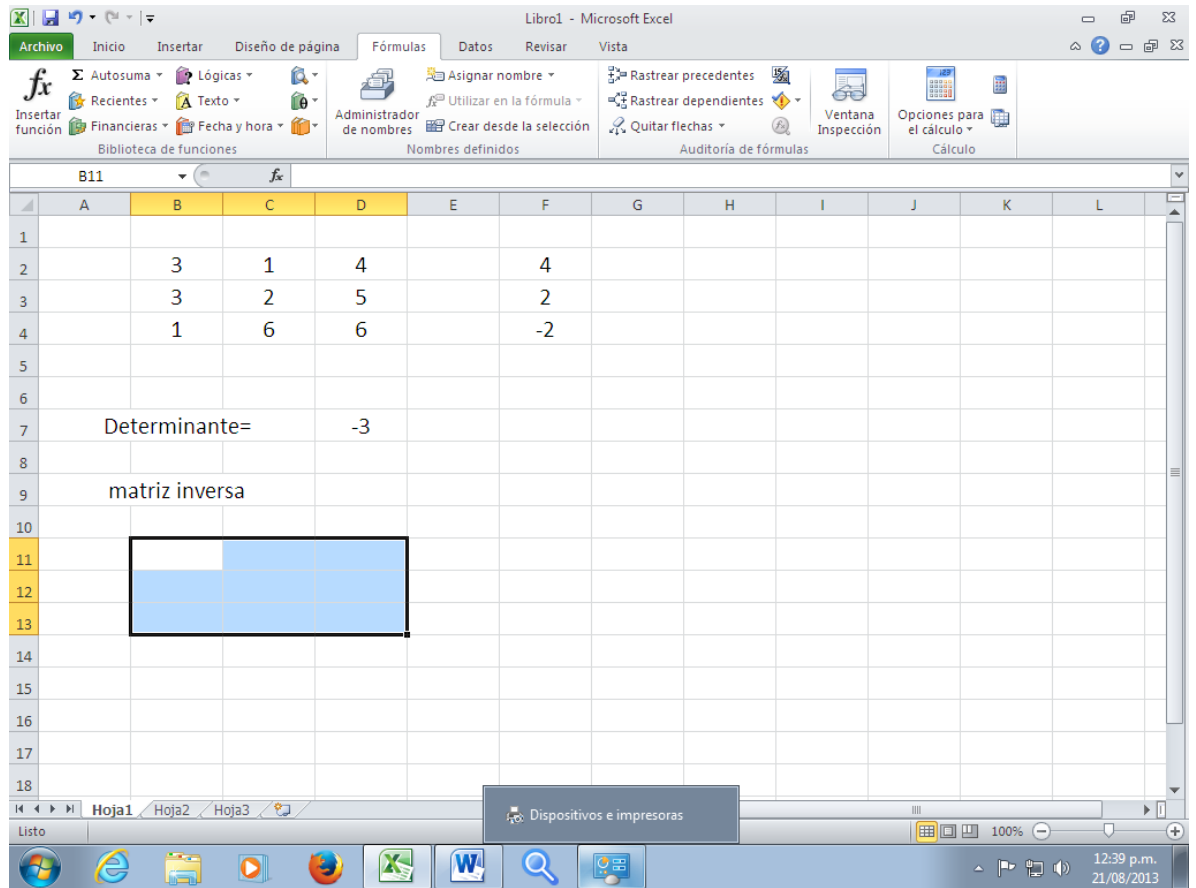 Libro1 - Microsoft Excel
Archivo Inicio Insertar Diseño de página Fórmulas Datos Revisar Vista
fx Σ Autosuma Lógicas Asignar nombre Rastrear precedentes
Recientes Texto Utilizar en la fórmula Rastrear dependientes
Insertar función Financieras Fecha y hora Administrador de nombres Crear desde la selección Quitar flechas Ventana Inspección Opciones para el cálculo
Biblioteca de funciones Nombres definidos Auditoría de fórmulas Cálculo
B11 fx
A B C D E F G H I J K L
1
2 3 1 4 4
3 3 2 5 2
4 1 6 6 -2
5
6
7 Determinante= -3
8
9 matriz inversa
10
11
12
13
14
15
16
17
18
Hoja1 Hoja2 Hoja3
Dispositivos e impresoras
Listo 100%
12:39 p.m.
21/08/2013